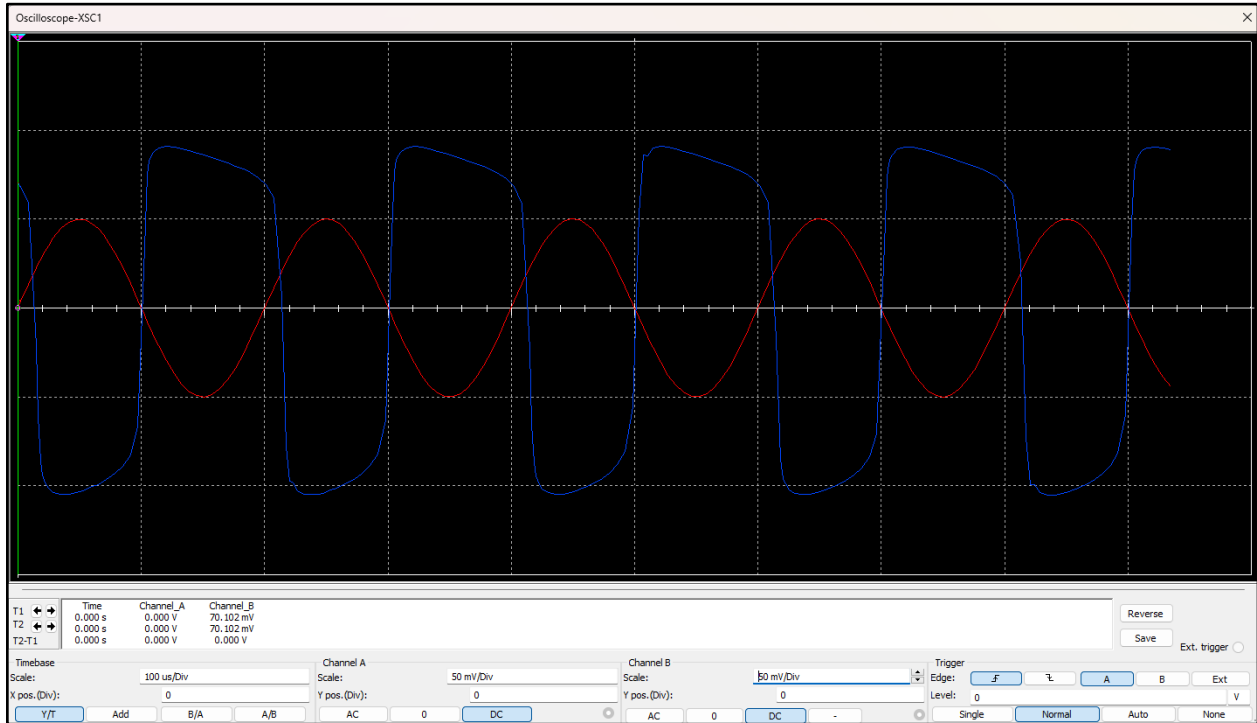 Oscilloscope-XSC1
Time Channel_A Channel_B
T1 0.000 s 0.000 V 70.102 mV
T2 0.000 s 0.000 V 70.102 mV
T2-T1 0.000 s 0.000 V 0.000 V
Reverse
Save
Ext. trigger
Timebase
Scale: 100 us/Div
X pos.(Div): 0
Y/T Add B/A A/B
Channel A
Scale: 50 mV/Div
Y pos.(Div): 0
AC 0 DC
Channel B
Scale: 50 mV/Div
Y pos.(Div): 0
AC 0 DC -
Trigger
Edge: A B Ext
Level: 0 V
Single Normal Auto None